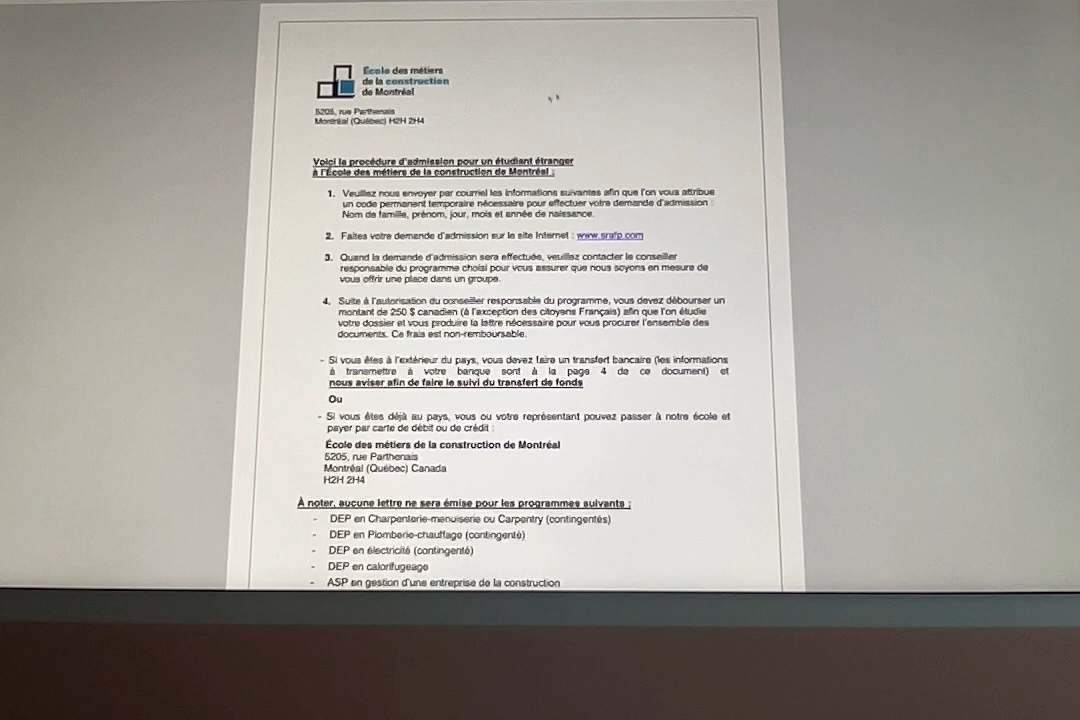 École des métiers
de la construction
de Montréal
5205, rue Parthenais
Montréal (Québec) H2H 2H4
Voici la procédure d'admission pour un étudiant étranger
à l'École des métiers de la construction de Montréal :
1. Veuillez nous envoyer par courriel les informations suivantes afin que l'on vous attribue
un code permanent temporaire nécessaire pour effectuer votre demande d'admission :
Nom de famille, prénom, jour, mois et année de naissance.
2. Faites votre demande d'admission sur le site Internet : www.srafp.com
3. Quand la demande d'admission sera effectuée, veuillez contacter le conseiller
responsable du programme choisi pour vous assurer que nous soyons en mesure de
vous offrir une place dans un groupe.
4. Suite à l'autorisation du conseiller responsable du programme, vous devez débourser un
montant de 250 $ canadien (à l'exception des citoyens Français) afin que l'on étudie
votre dossier et vous produire la lettre nécessaire pour vous procurer l'ensemble des
documents. Ce frais est non-remboursable.
- Si vous êtes à l'extérieur du pays, vous devez faire un transfert bancaire (les informations
à transmettre à votre banque sont à la page 4 de ce document) et
nous aviser afin de faire le suivi du transfert de fonds
Ou
- Si vous êtes déjà au pays, vous ou votre représentant pouvez passer à notre école et
payer par carte de débit ou de crédit :
École des métiers de la construction de Montréal
5205, rue Parthenais
Montréal (Québec) Canada
H2H 2H4
À noter, aucune lettre ne sera émise pour les programmes suivants :
- DEP en Charpenterie-menuiserie ou Carpentry (contingentés)
- DEP en Plomberie-chauffage (contingenté)
- DEP en électricité (contingenté)
- DEP en calorifugeage
- ASP en gestion d'une entreprise de la construction